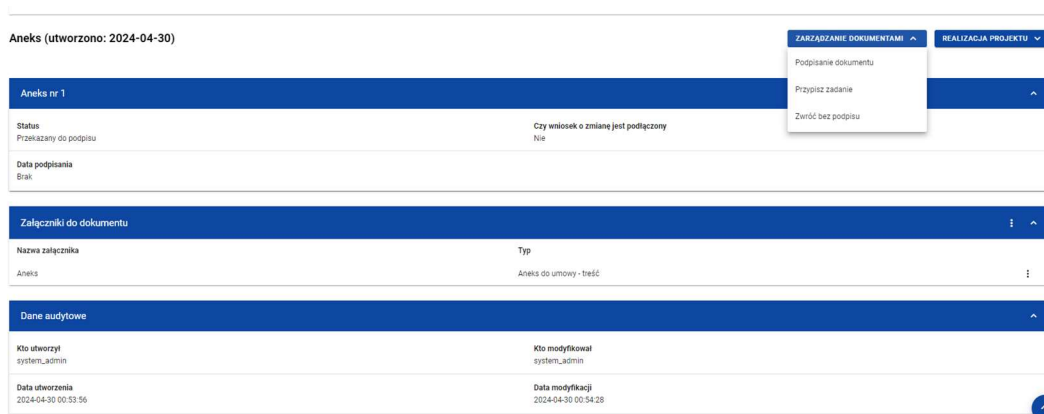 Aneks (utworzono: 2024-04-30)
ZARZĄDZANIE DOKUMENTAMI
REALIZACJA PROJEKTU
Podpisanie dokumentu
Przypisz zadanie
Zwróć bez podpisu
Aneks nr 1
Status
Czy wniosek o zmianę jest podłączony
Przekazany do podpisu
Nie
Data podpisania
Brak
Załączniki do dokumentu
Nazwa załącznika
Typ
Aneks
Aneks do umowy - treść
Dane audytowe
Kto utworzył
Kto modyfikował
system_admin
system_admin
Data utworzenia
Data modyfikacji
2024-04-30 00:53:56
2024-04-30 00:54:28